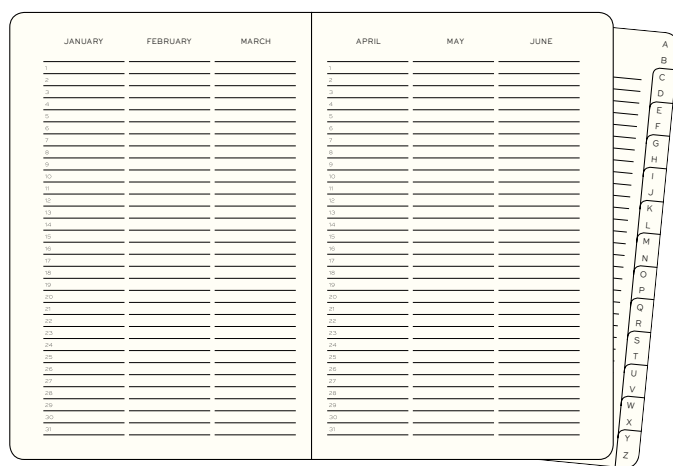 JANUARY FEBRUARY MARCH APRIL MAY JUNE
1 1
2 2
3 3
4 4
5 5
6 6
7 7
8 8
9 9
10 10
11 11
12 12
13 13
14 14
15 15
16 16
17 17
18 18
19 19
20 20
21 21
22 22
23 23
24 24
25 25
26 26
27 27
28 28
29 29
30 30
31 31
A
B
C
D
E
F
G
H
I
J
K
L
M
N
O
P
Q
R
S
T
U
V
W
X
Y
Z